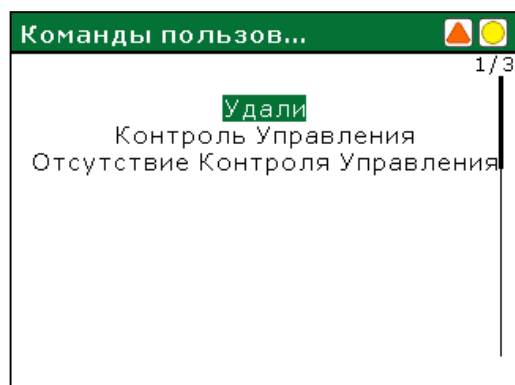 Команды пользов...
1/3
Удали
Контроль Управления
Отсутствие Контроля Управления